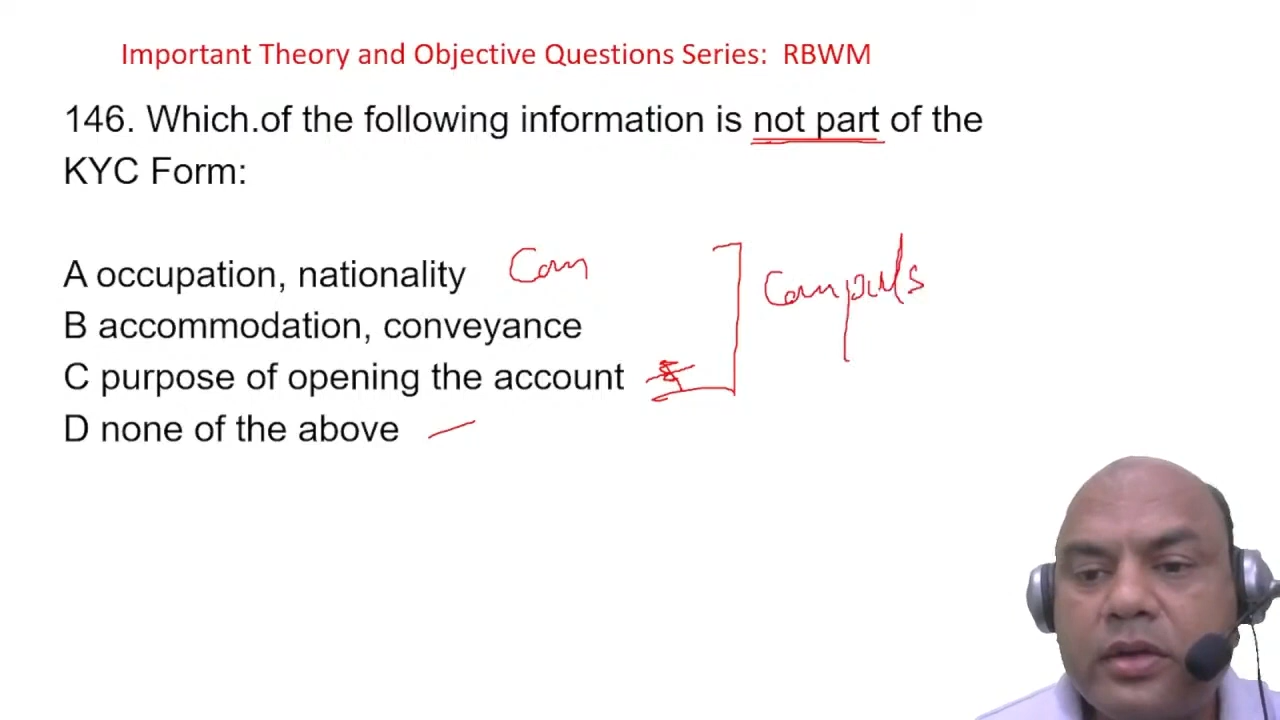 Important Theory and Objective Questions Series:  RBWM
146. Which.of the following information is not part of the
KYC Form:
A occupation, nationality Com
B accommodation, conveyance
C purpose of opening the account
D none of the above
Compuls